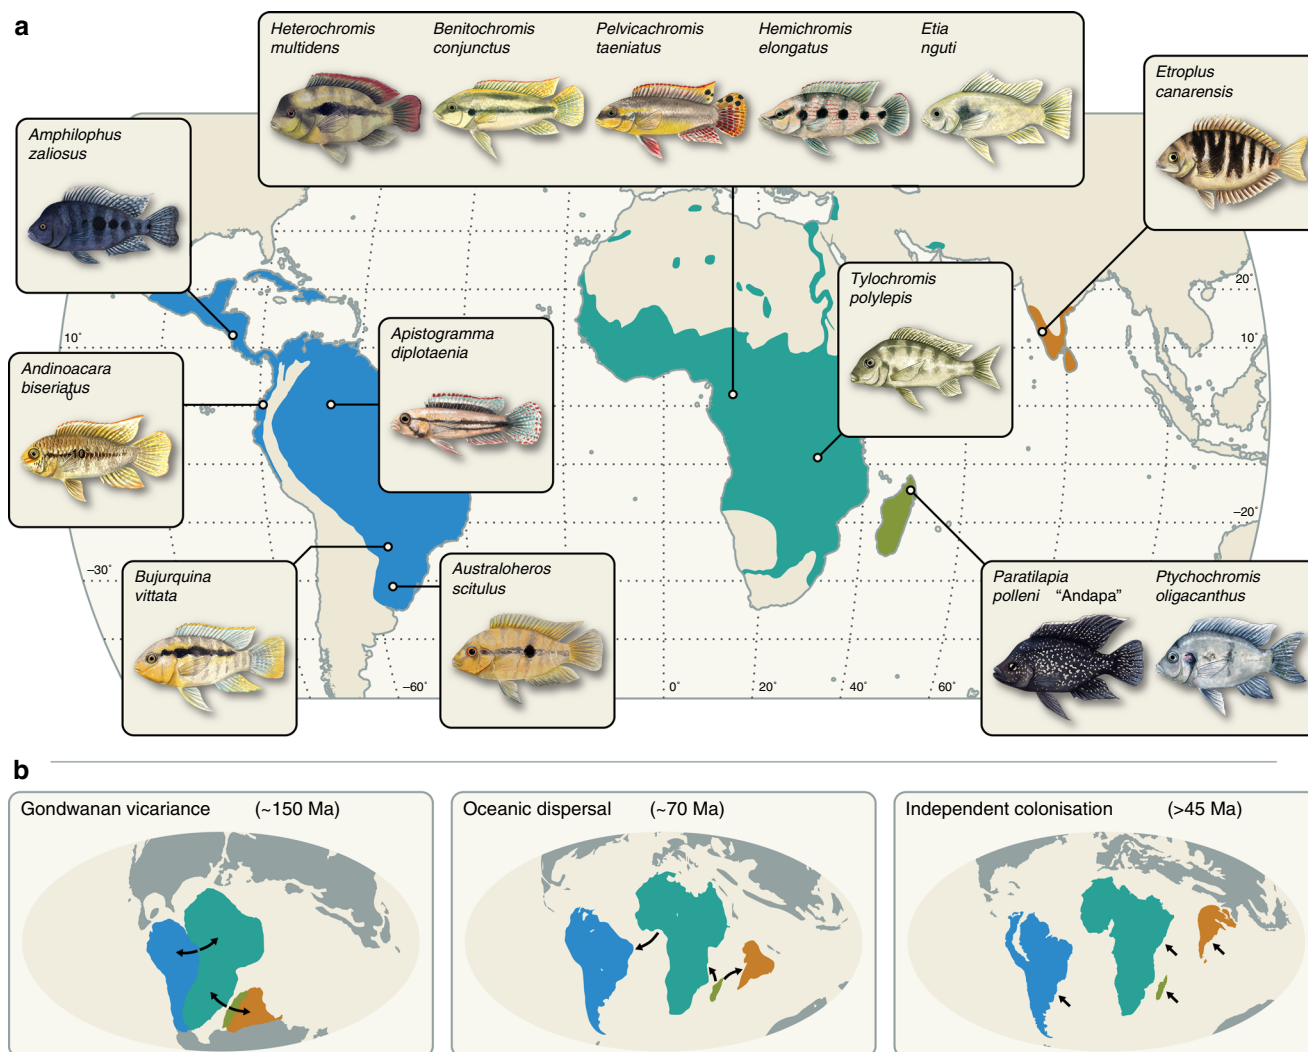 a
Heterochromis
multidens
Benitochromis
conjunctus
Pelvicachromis
taeniatus
Hemichromis
elongatus
Etia
nguti
Etroplus
canarensis
Amphilophus
zaliosus
Tylochromis
polylepis
20°
10°
10°
Apistogramma
diplotaenia
Andinoacara
biseriatus
0
-10
–20°
–30°
Bujurquina
vittata
Australoheros
scitulus
Paratilapia
polleni “Andapa”
Ptychochromis
oligacanthus
–60°
0°
20°
40°
60°
b
Gondwanan vicariance (~150 Ma)
Oceanic dispersal (~70 Ma)
Independent colonisation (>45 Ma)